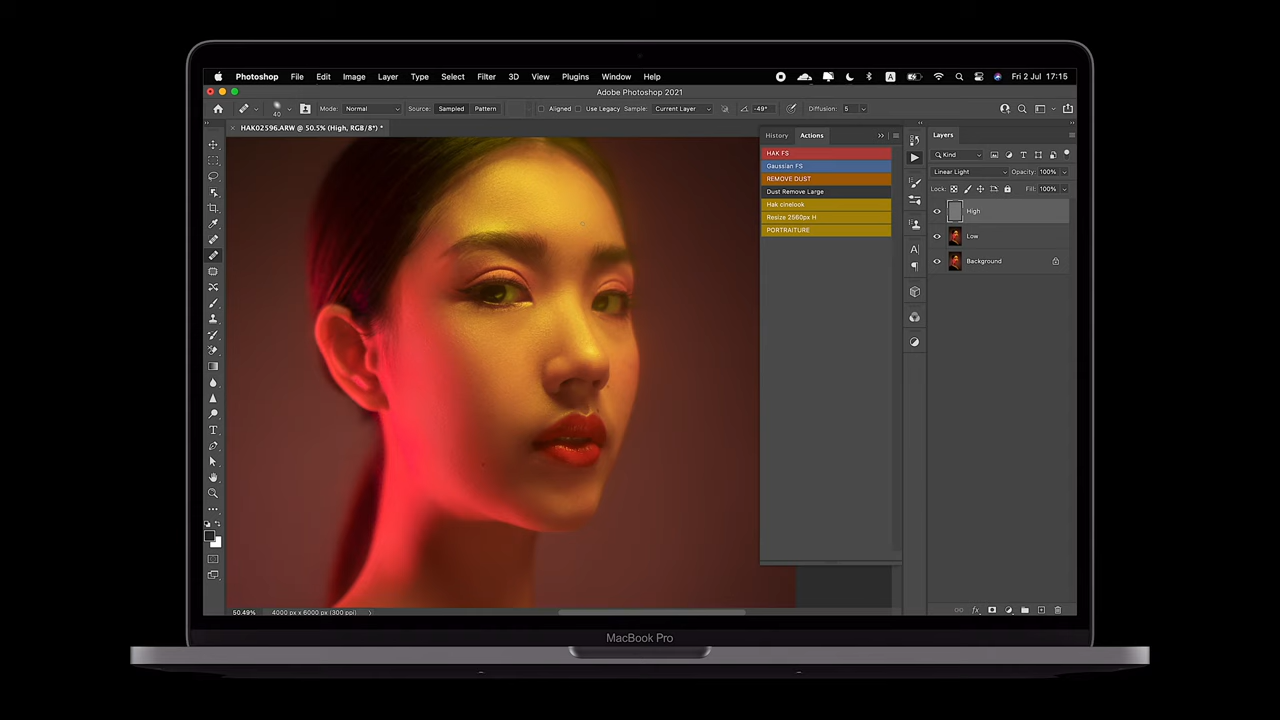 Photoshop File Edit Image Layer Type Select Filter 3D View Plugins Window Help A Fri 2 Jul 17:15
Adobe Photoshop 2021
40 Mode: Normal Source: Sampled Pattern Aligned Use Legacy Sample: Current Layer -49° Diffusion: 5
× HAK02596.ARW @ 50.5% (High, RGB/8*) *
History Actions
Layers
HAK FS
Gaussian FS
REMOVE DUST
Dust Remove Large
Hak cinelook
Resize 2560px H
PORTRAITURE
Kind
Linear Light Opacity: 100%
Lock: Fill: 100%
High
Low
Background
50.49% 4000 px x 6000 px (300 ppi)
MacBook Pro